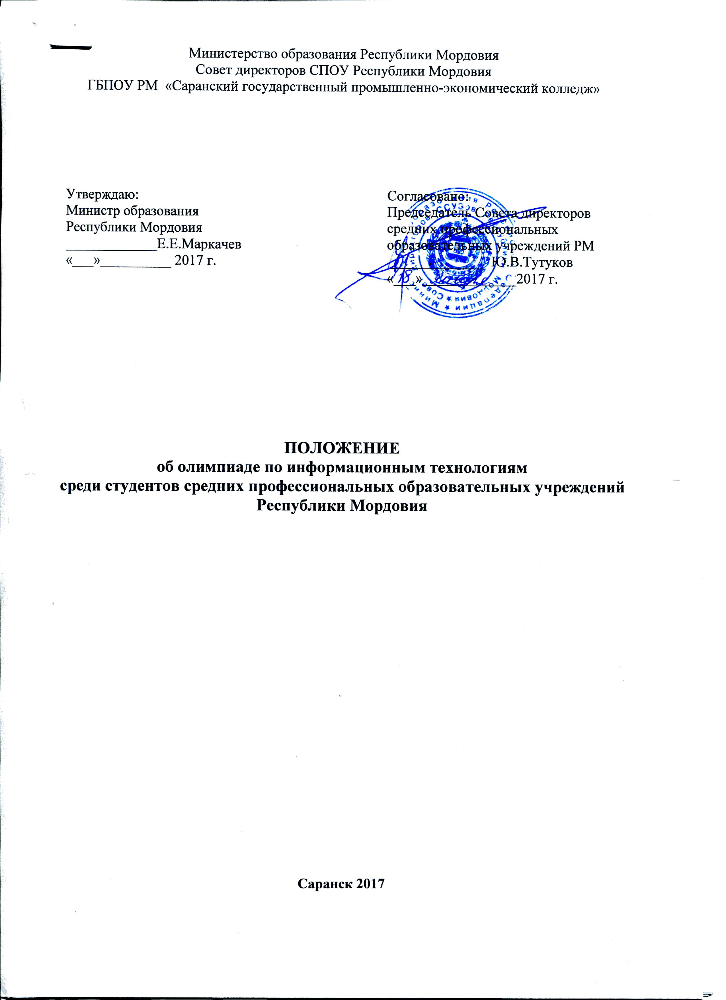 Министерство образования Республики Мордовия
Совет директоров СПОУ Республики Мордовия
ГБПОУ РМ «Саранский государственный промышленно-экономический колледж»
Утверждаю:
Министр образования
Республики Мордовия
_____________Е.Е.Маркачев
«___»__________ 2017 г.
Согласовано:
Председатель Совета директоров
средних профессиональных
образовательных учреждений РМ
______________ Ю.В.Тутуков
«18» января 2017 г.
ПОЛОЖЕНИЕ
об олимпиаде по информационным технологиям
среди студентов средних профессиональных образовательных учреждений
Республики Мордовия
Саранск 2017